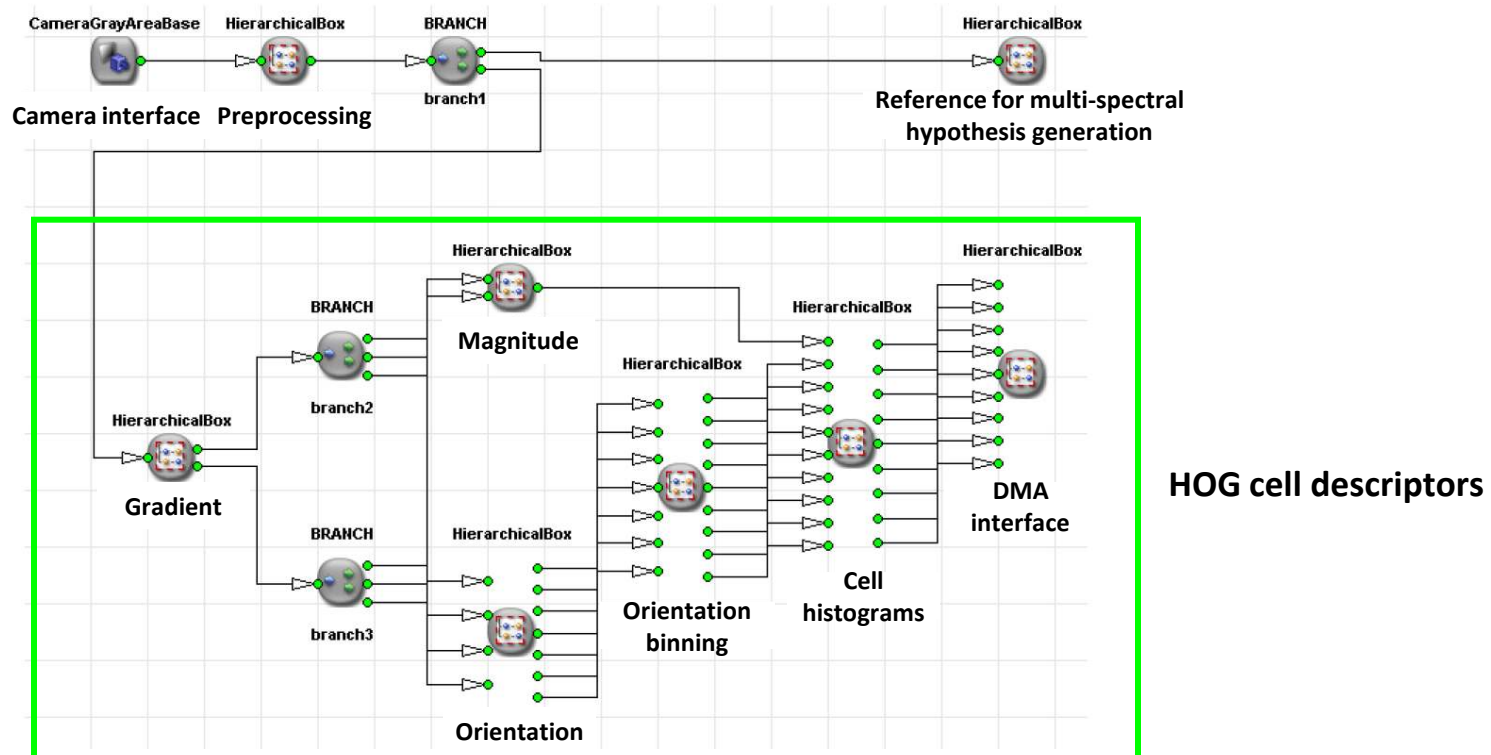 CameraGrayAreaBase
HierarchicalBox
BRANCH
HierarchicalBox
Camera interface
Preprocessing
branch1
Reference for multi-spectral
hypothesis generation
HierarchicalBox
HierarchicalBox
BRANCH
HierarchicalBox
Magnitude
HierarchicalBox
branch2
HierarchicalBox
Gradient
DMA
interface
HOG cell descriptors
BRANCH
HierarchicalBox
Cell
histograms
Orientation
binning
branch3
Orientation